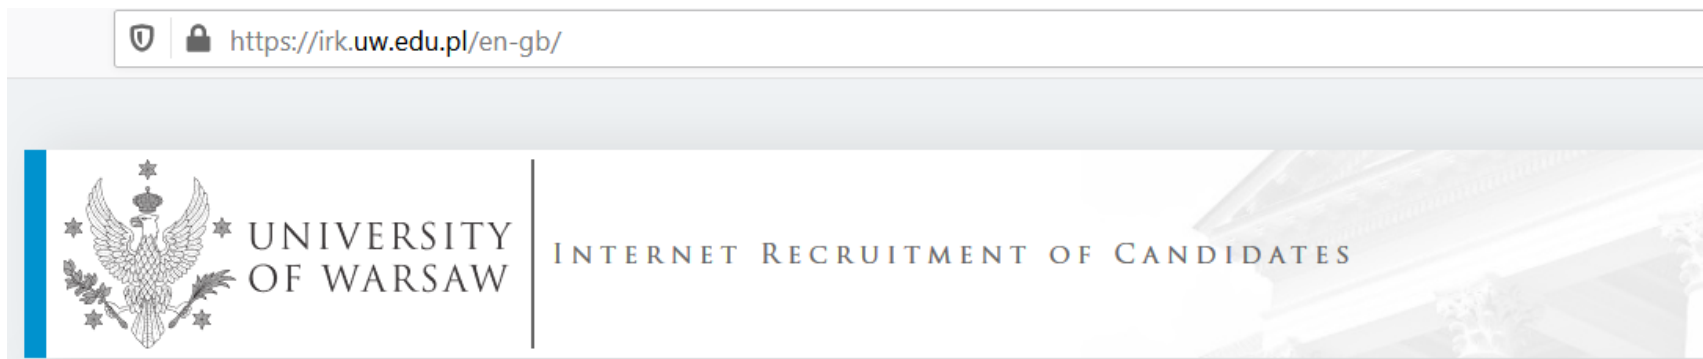 https://irk.uw.edu.pl/en-gb/
UNIVERSITY
OF WARSAW
INTERNET RECRUITMENT OF CANDIDATES